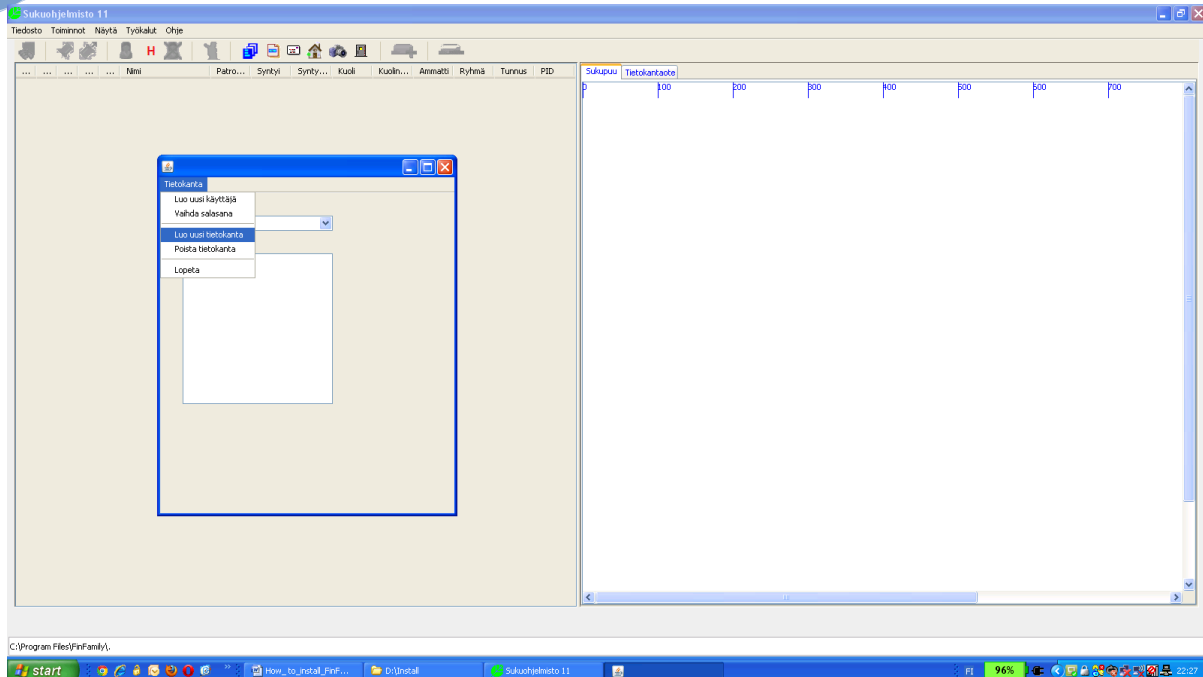 Sukuohjelmisto 11
Tiedosto Toiminnot Näytä Työkalut Ohje
H
... ... ... ... ... Nimi Patro... Syntyi Synty... Kuoli Kuolin... Ammatti Ryhmä Tunnus PID
Sukupuu Tietokantaote
0 100 200 300 400 500 600 700
Tietokanta
Luo uusi käyttäjä
Vaihda salasana
Luo uusi tietokanta
Poista tietokanta
Lopeta
C:\Program Files\FinFamily\.
start How_to_install_FinF... D:\Install Sukuohjelmisto 11 FI 96% 22:27